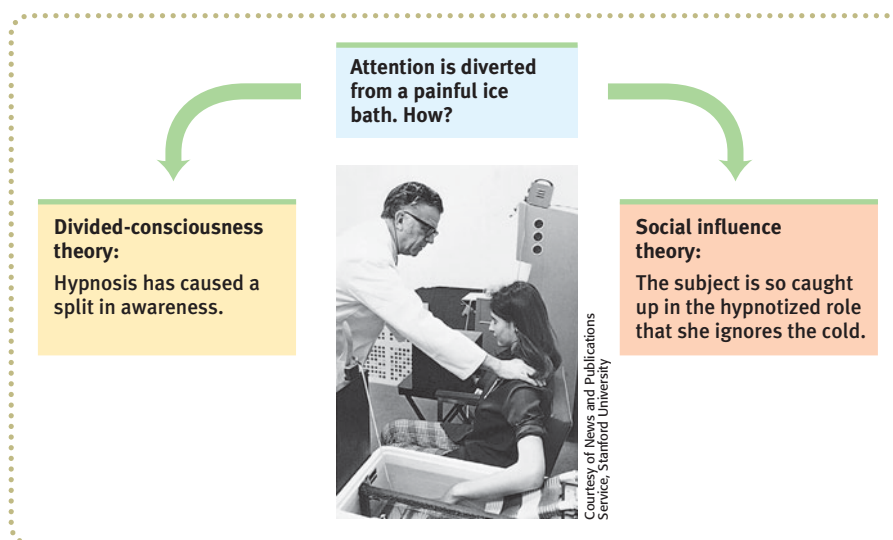 Attention is diverted
from a painful ice
bath. How?
Divided-consciousness
theory:
Hypnosis has caused a
split in awareness.
Social influence
theory:
The subject is so caught
up in the hypnotized role
that she ignores the cold.
Courtesy of News and Publications
Service, Stanford University